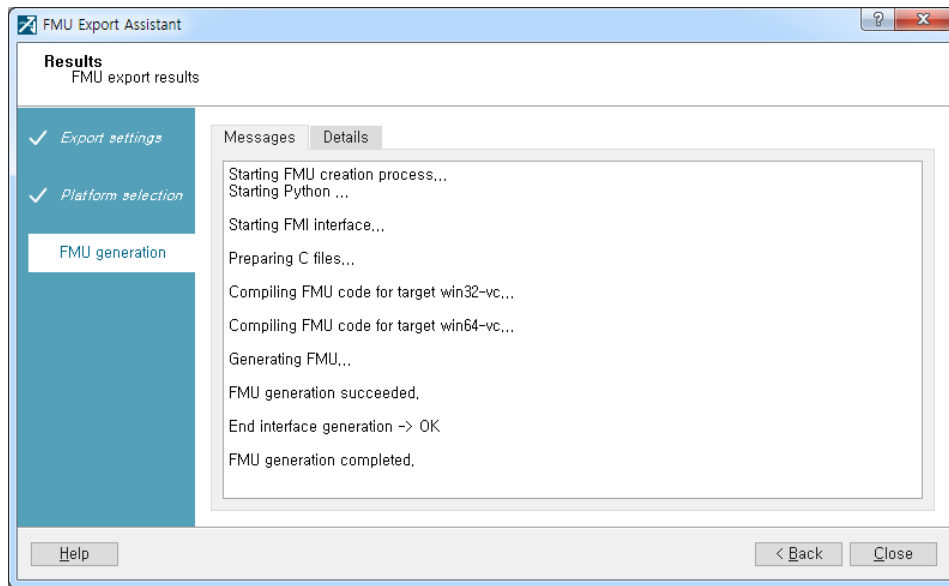 FMU Export Assistant
?
Results
FMU export results
Export settings
Platform selection
FMU generation
Messages
Details
Starting FMU creation process...
Starting Python ...
Starting FMI interface...
Preparing C files...
Compiling FMU code for target win32-vc...
Compiling FMU code for target win64-vc...
Generating FMU...
FMU generation succeeded.
End interface generation -> OK
FMU generation completed.
Help
< Back
Close